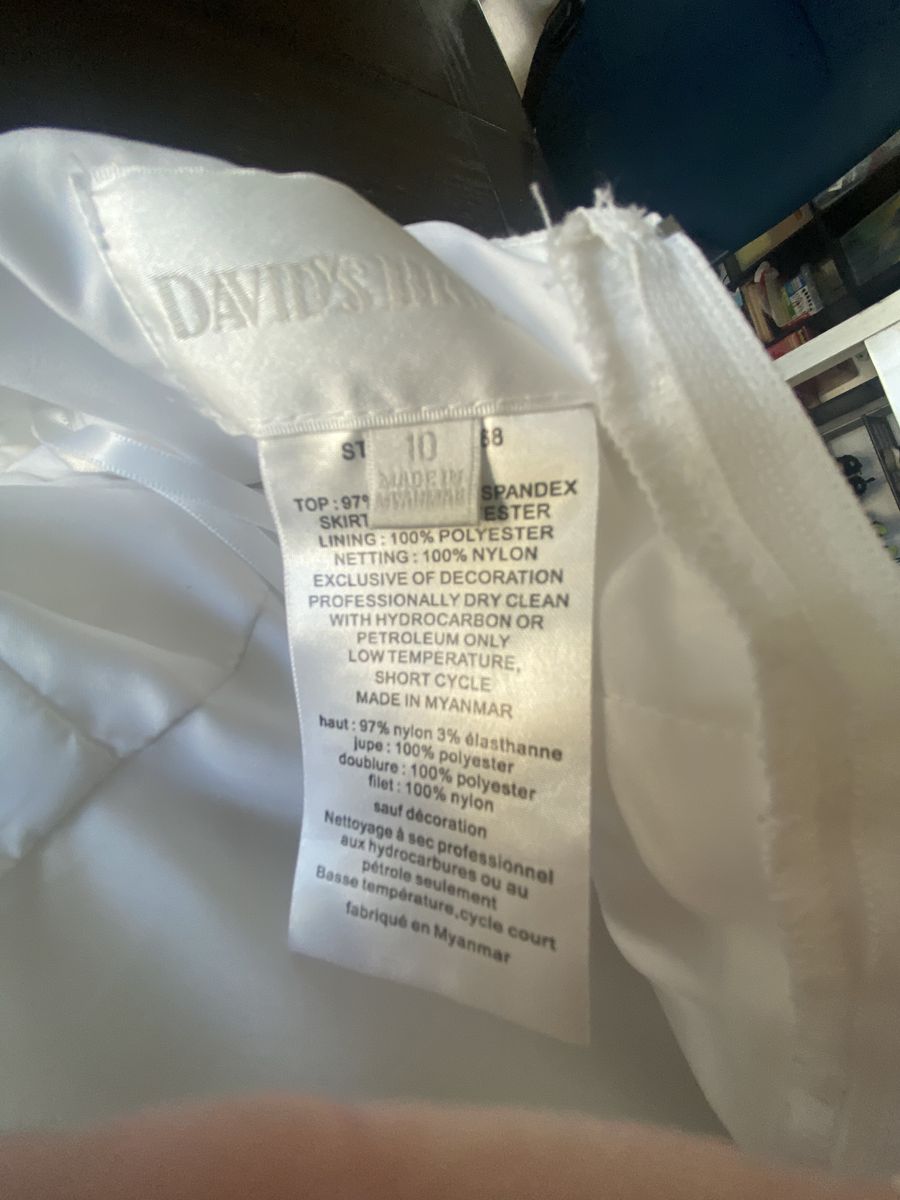 DAVID'S
10
MADE IN
MYANMAR
ST 68
TOP : 97% SPANDEX
SKIRT ESTER
LINING : 100% POLYESTER
NETTING : 100% NYLON
EXCLUSIVE OF DECORATION
PROFESSIONALLY DRY CLEAN
WITH HYDROCARBON OR
PETROLEUM ONLY
LOW TEMPERATURE,
SHORT CYCLE
MADE IN MYANMAR
haut : 97% nylon 3% élasthanne
jupe : 100% polyester
doublure : 100% polyester
filet : 100% nylon
sauf décoration
Nettoyage à sec professionnel
aux hydrocarbures ou au
pétrole seulement
Basse température,cycle court
fabriqué en Myanmar